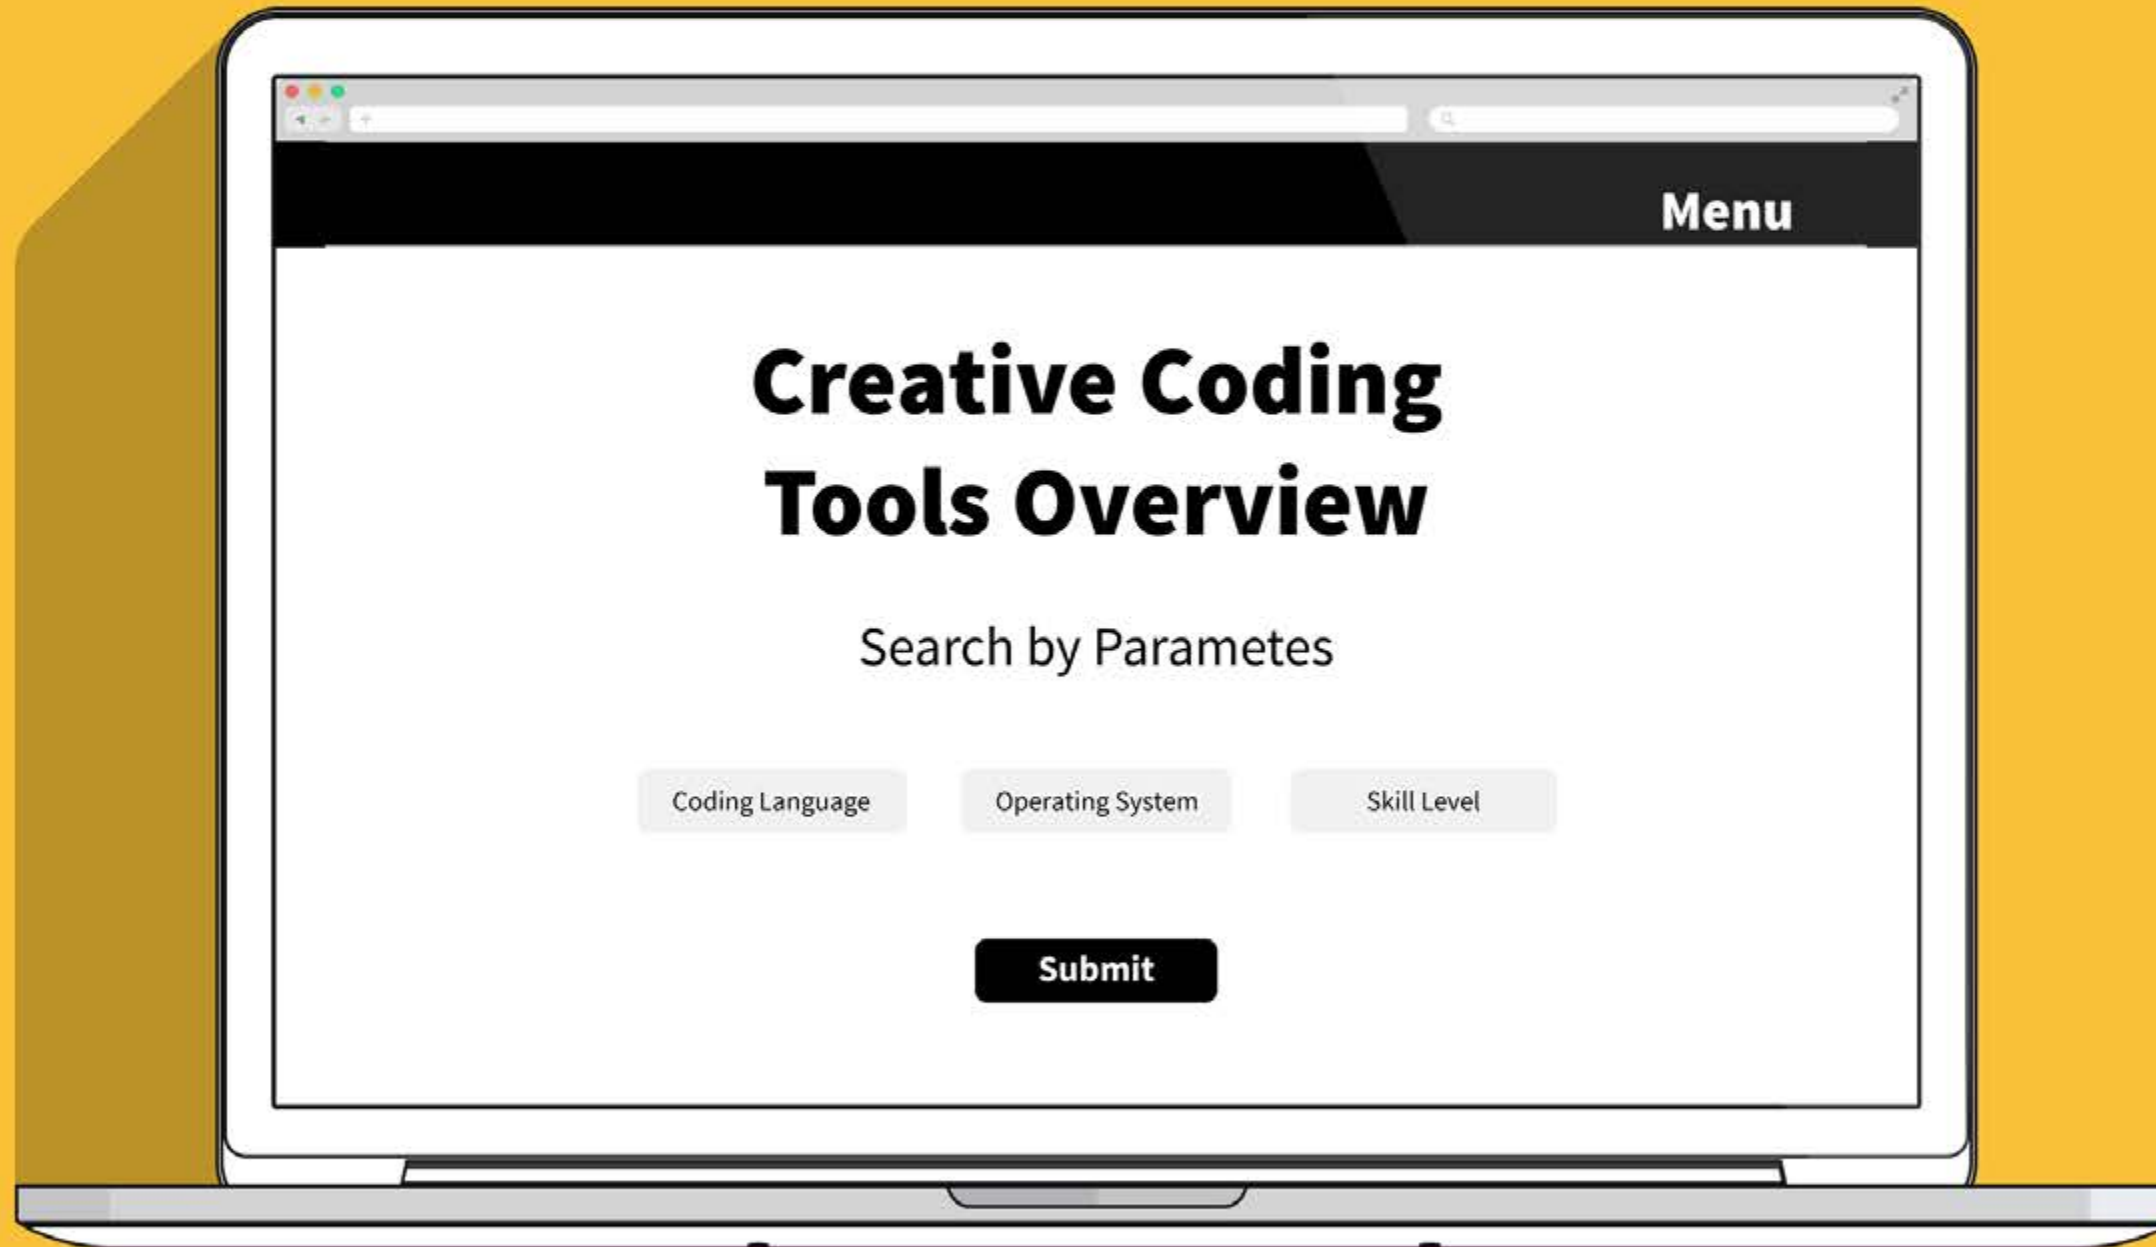 Menu
Creative Coding
Tools Overview
Search by Parametes
Coding Language
Operating System
Skill Level
Submit